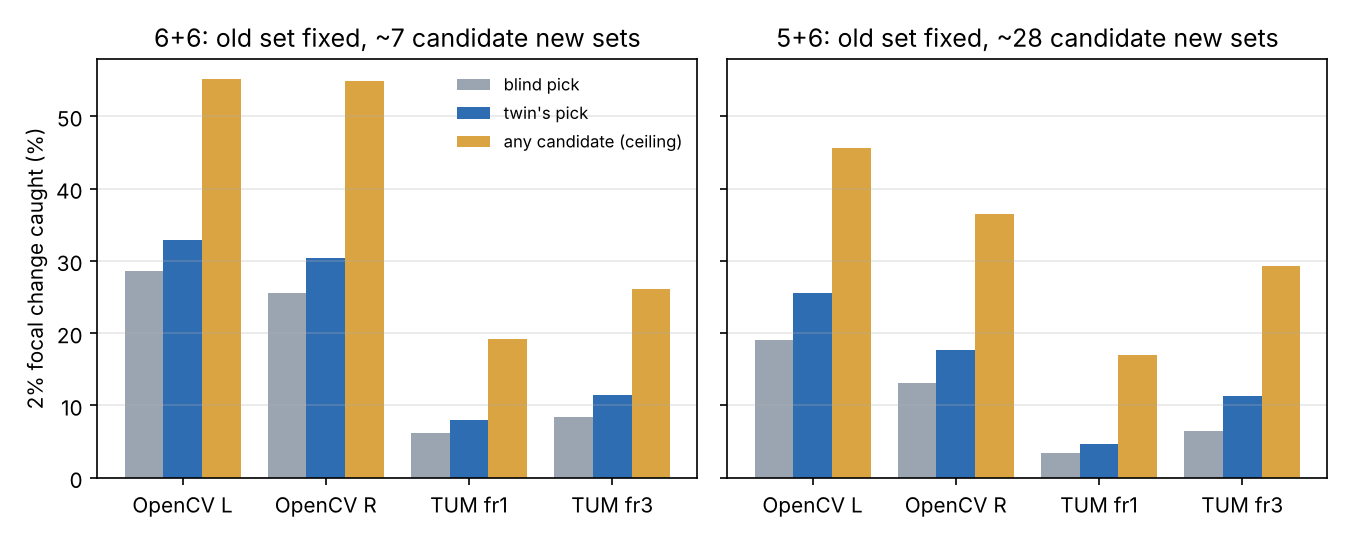 6+6: old set fixed, ~7 candidate new sets
5+6: old set fixed, ~28 candidate new sets
2% focal change caught (%)
50
40
30
20
10
0
blind pick
twin's pick
any candidate (ceiling)
OpenCV L
OpenCV R
TUM fr1
TUM fr3
OpenCV L
OpenCV R
TUM fr1
TUM fr3